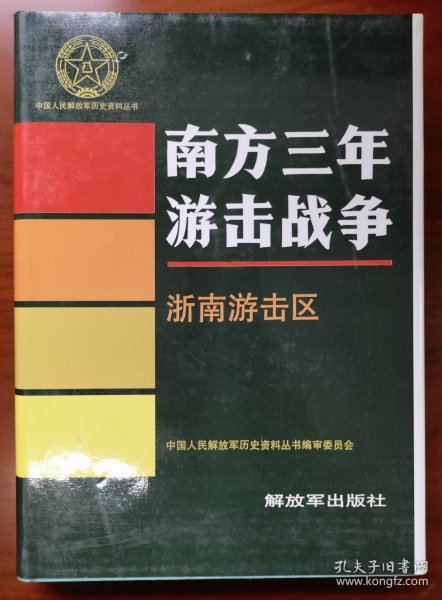 中国人民解放军历史资料丛书
南方三年
游击战争
浙南游击区
中国人民解放军历史资料丛书编审委员会
解放军出版社
孔夫子旧书网
www.kongfz.com